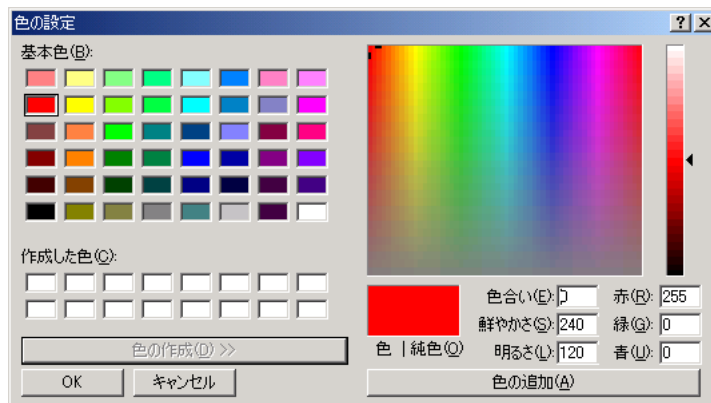 色の設定
基本色(B):
作成した色(C):
色の作成(D) >>
OK
キャンセル
色 | 純色(O)
色合い(E): 0
鮮やかさ(S): 240
明るさ(L): 120
赤(R): 255
緑(G): 0
青(U): 0
色の追加(A)